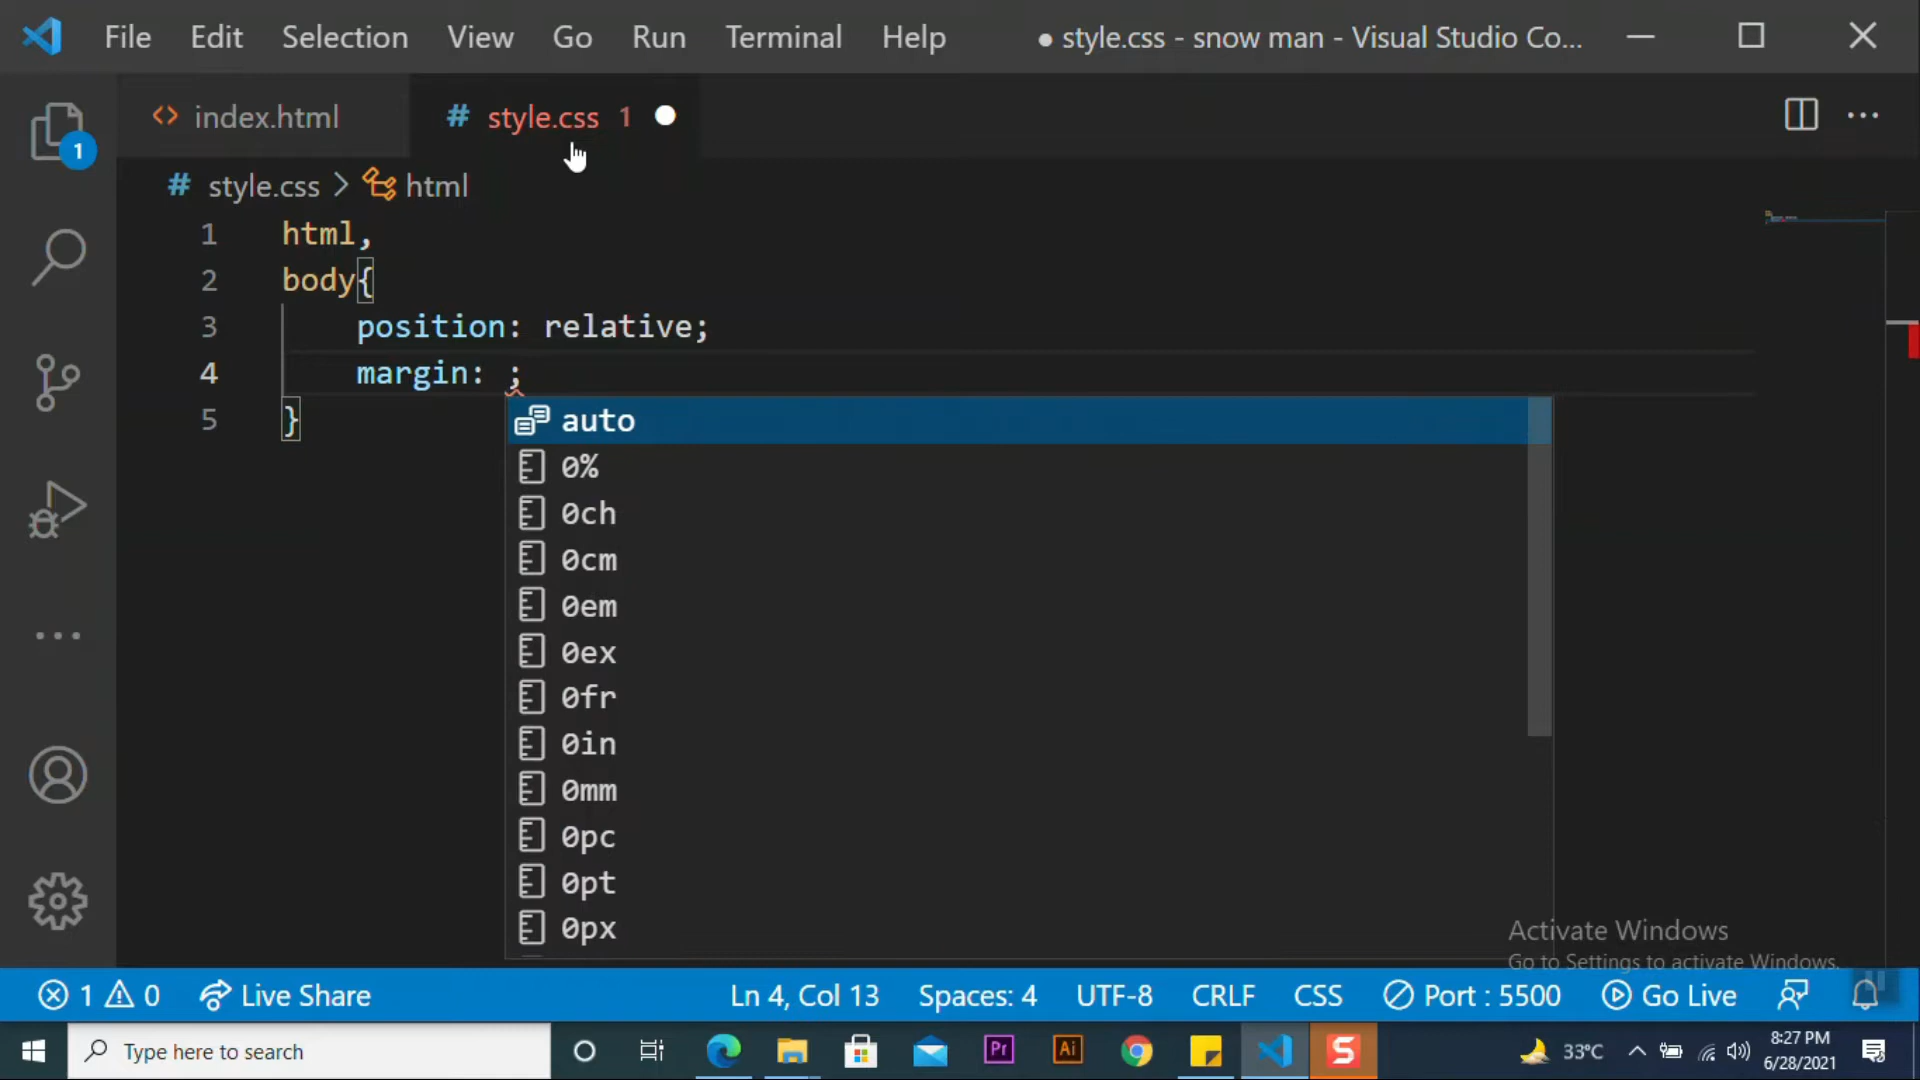 File Edit Selection View Go Run Terminal Help ● style.css - snow man - Visual Studio Co...
<> index.html # style.css 1
1
# style.css > html
1 html,
2 body{
3 position: relative;
4 margin: ;
5 }
auto
0%
0ch
0cm
0em
0ex
0fr
0in
0mm
0pc
0pt
0px
Activate Windows
Go to Settings to activate Windows.
1 0 Live Share Ln 4, Col 13 Spaces: 4 UTF-8 CRLF CSS Port : 5500 Go Live
Type here to search Pr Ai S 33°C 8:27 PM
6/28/2021